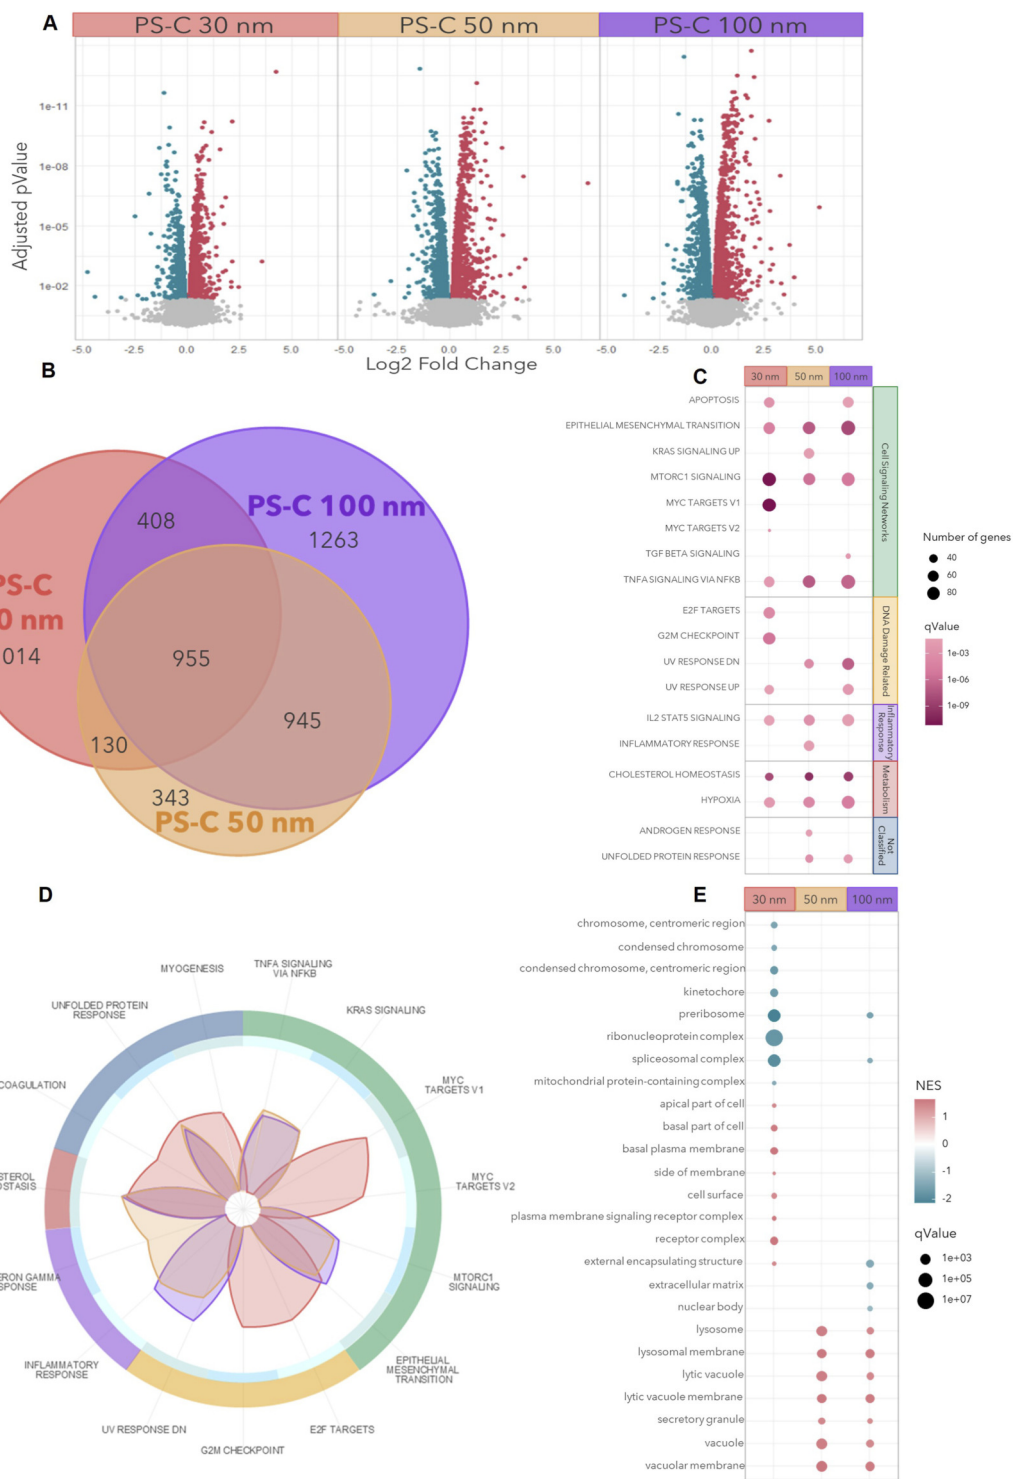 A
PS-C 30 nm
PS-C 50 nm
PS-C 100 nm
Adjusted pValue
1e-11
1e-08
1e-05
1e-02
-5.0
0.0
2.5
5.0
-5.0
0.0
2.5
5.0
-5.0
0.0
2.5
5.0
Log2 Fold Change
B
PS-C 100 nm
408
1263
PS-C
0 nm
014
955
945
130
343
PS-C 50 nm
C
30 nm
50 nm
100 nm
APOPTOSIS
EPITHELIAL MESENCHYMAL TRANSITION
KRAS SIGNALING UP
MTORC1 SIGNALING
MYC TARGETS V1
MYC TARGETS V2
TGF BETA SIGNALING
TNFA SIGNALING VIA NFKB
E2F TARGETS
G2M CHECKPOINT
UV RESPONSE DN
UV RESPONSE UP
IL2 STAT5 SIGNALING
INFLAMMATORY RESPONSE
CHOLESTEROL HOMEOSTASIS
HYPOXIA
ANDROGEN RESPONSE
UNFOLDED PROTEIN RESPONSE
Cell Signaling Networks
DNA Damage Related
Inflammatory
Response
Metabolism
Not
Classified
Number of genes
40
60
80
qValue
1e-03
1e-06
1e-09
D
MYOGENESIS
TNFA SIGNALING
VIA NFKB
KRAS SIGNALING
MYC
TARGETS V1
MYC
TARGETS V2
MTORC1
SIGNALING
EPITHELIAL
MESENCHYMAL
TRANSITION
E2F TARGETS
G2M CHECKPOINT
UV RESPONSE DN
INFLAMMATORY
RESPONSE
ERON GAMMA
SPONSE
STEROL
OSTASIS
COAGULATION
UNFOLDED PROTEIN
RESPONSE
E
30 nm
50 nm
100 nm
chromosome, centromeric region
condensed chromosome
condensed chromosome, centromeric region
kinetochore
preribosome
ribonucleoprotein complex
spliceosomal complex
mitochondrial protein-containing complex
apical part of cell
basal part of cell
basal plasma membrane
side of membrane
cell surface
plasma membrane signaling receptor complex
receptor complex
external encapsulating structure
extracellular matrix
nuclear body
lysosome
lysosomal membrane
lytic vacuole
lytic vacuole membrane
secretory granule
vacuole
vacuolar membrane
NES
1
0
-1
-2
qValue
1e+03
1e+05
1e+07